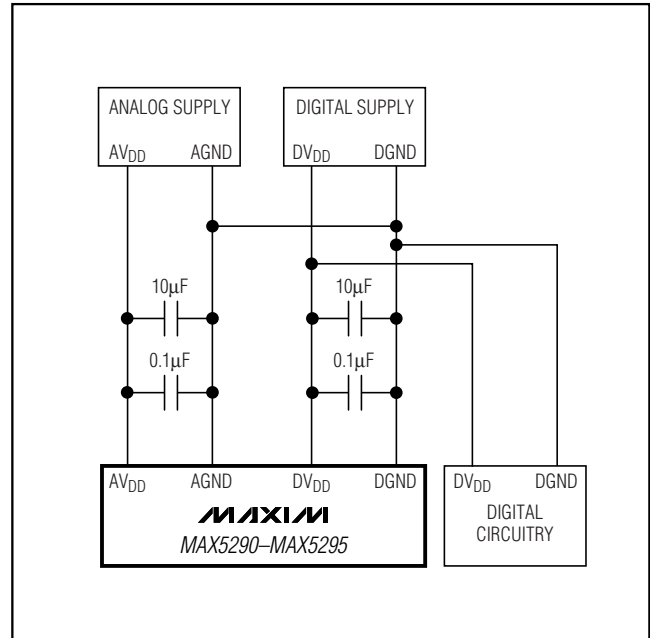 ANALOG SUPPLY
AVDD AGND
DIGITAL SUPPLY
DVDD DGND
10µF
10µF
0.1µF
0.1µF
AVDD AGND DVDD DGND
MAXIM
MAX5290–MAX5295
DVDD DGND
DIGITAL
CIRCUITRY